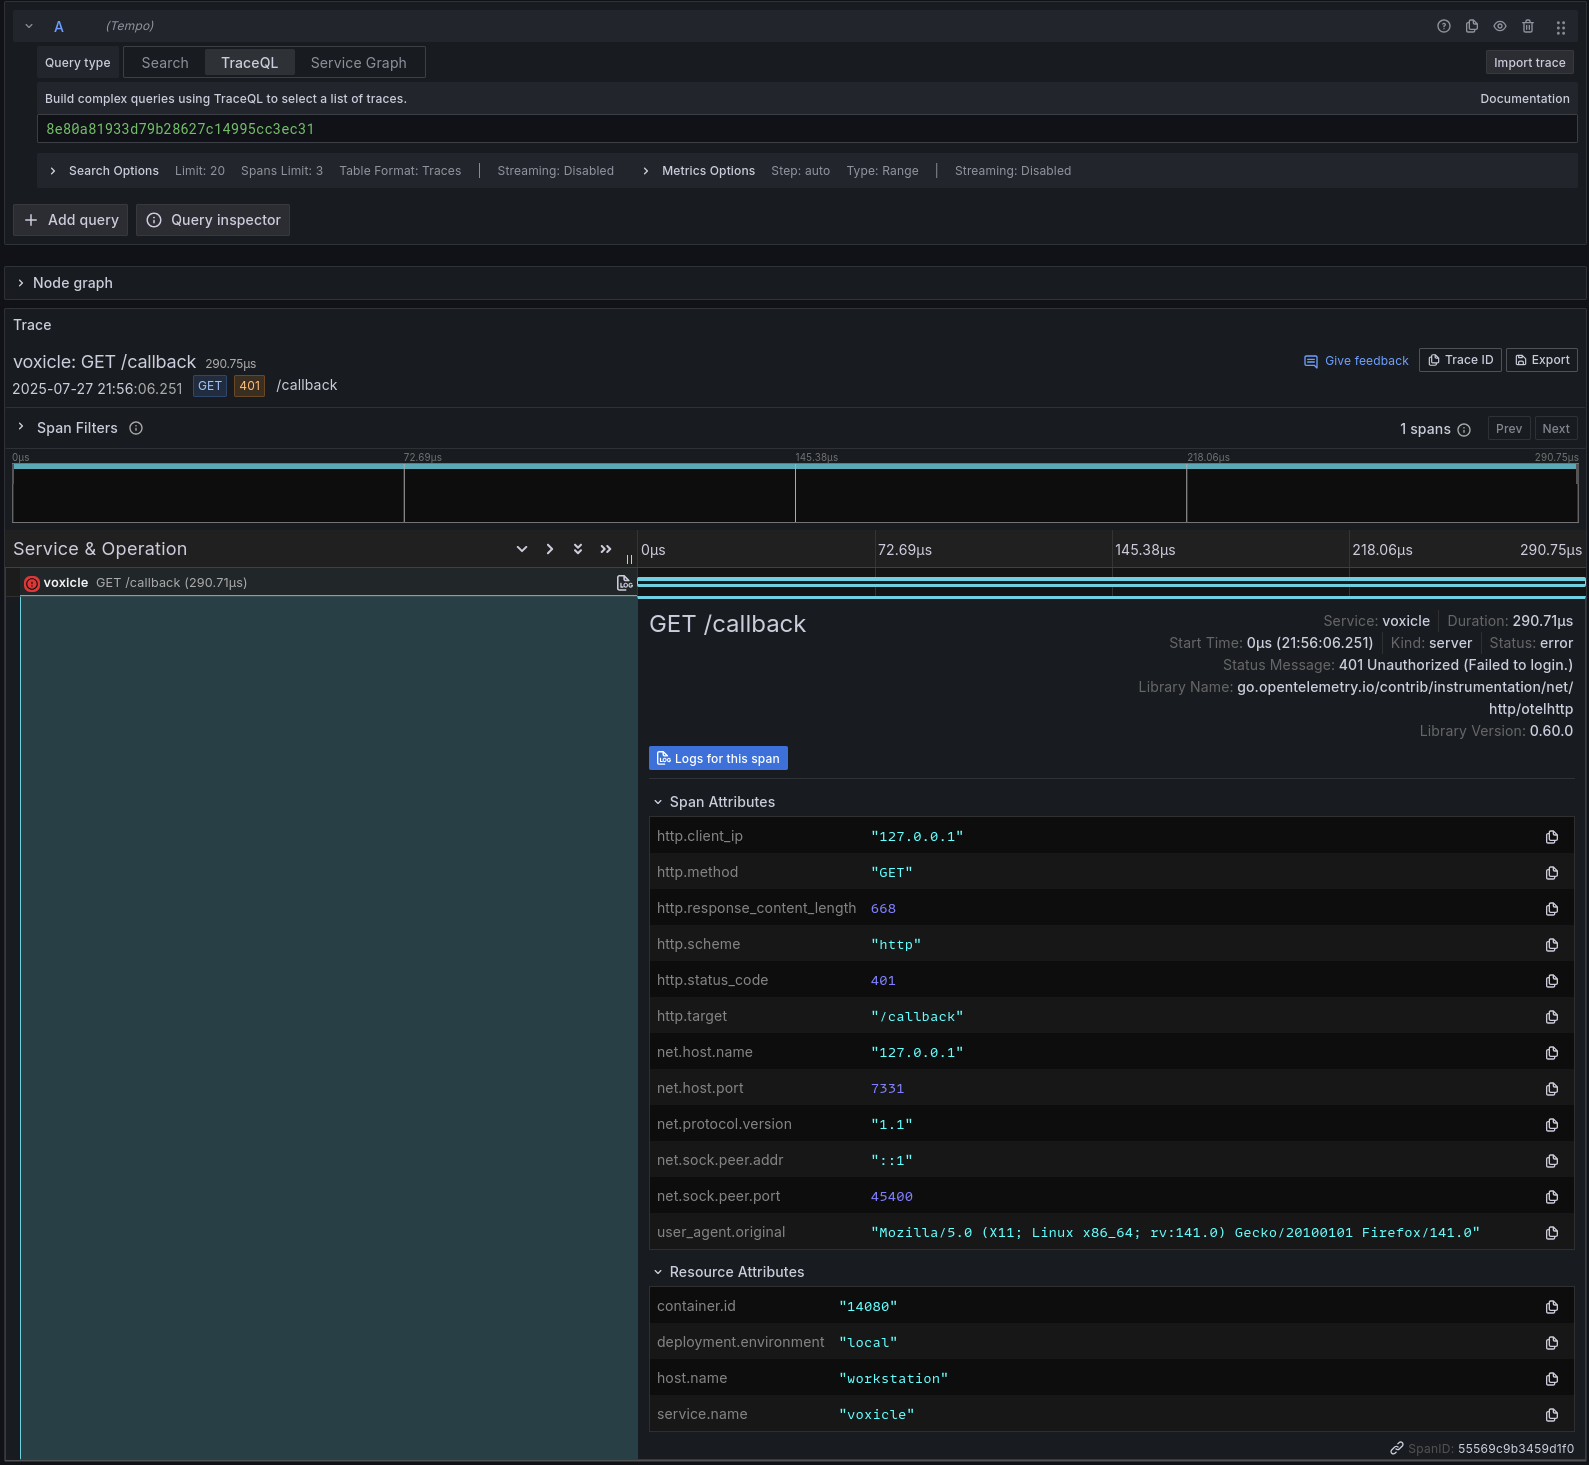 A (Tempo)
Query type Search TraceQL Service Graph Import trace
Build complex queries using TraceQL to select a list of traces. Documentation
8e80a81933d79b28627c14995cc3ec31
Search Options Limit: 20 Spans Limit: 3 Table Format: Traces Streaming: Disabled Metrics Options Step: auto Type: Range Streaming: Disabled
Add query Query inspector
Node graph
Trace
voxicle: GET /callback 290.75μs Give feedback Trace ID Export
2025-07-27 21:56:06.251 GET 401 /callback
Span Filters 1 spans Prev Next
0μs 72.69μs 145.38μs 218.06μs 290.75μs
Service & Operation 0μs 72.69μs 145.38μs 218.06μs 290.75μs
voxicle GET /callback (290.71μs) LOG
GET /callback Service: voxicle Duration: 290.71μs
Start Time: 0μs (21:56:06.251) Kind: server Status: error
Status Message: 401 Unauthorized (Failed to login.)
Library Name: go.opentelemetry.io/contrib/instrumentation/net/
http/otelhttp
Library Version: 0.60.0
LOG Logs for this span
Span Attributes
http.client_ip "127.0.0.1"
http.method "GET"
http.response_content_length 668
http.scheme "http"
http.status_code 401
http.target "/callback"
net.host.name "127.0.0.1"
net.host.port 7331
net.protocol.version "1.1"
net.sock.peer.addr "::1"
net.sock.peer.port 45400
user_agent.original "Mozilla/5.0 (X11; Linux x86_64; rv:141.0) Gecko/20100101 Firefox/141.0"
Resource Attributes
container.id "14080"
deployment.environment "local"
host.name "workstation"
service.name "voxicle"
SpanID: 55569c9b3459d1f0